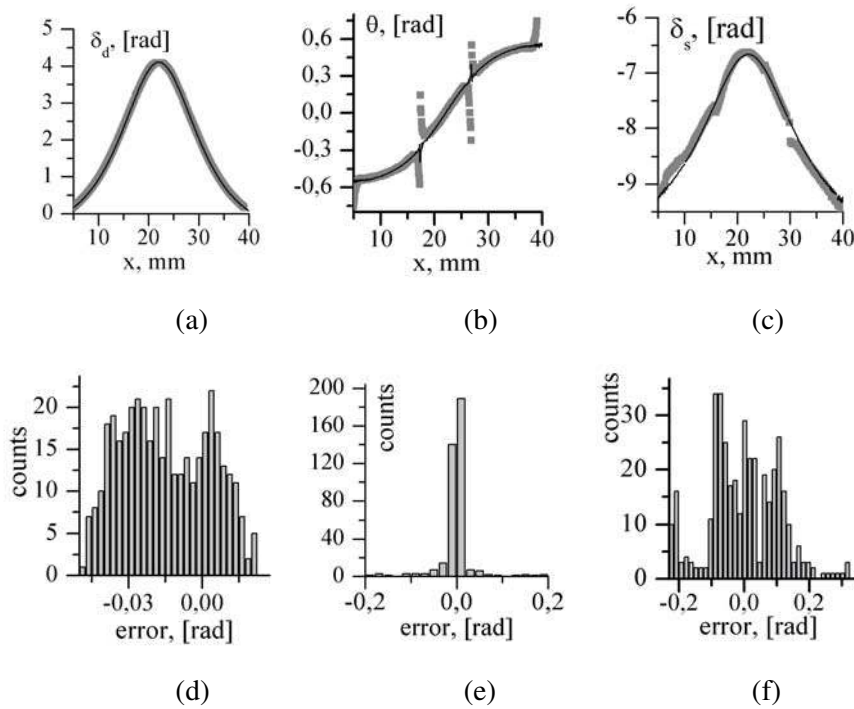 5
4
3
2
1
0
δd, [rad]
10 20 30 40
x, mm
(a)
0,6
0,3
0,0
-0,3
-0,6
θ, [rad]
10 20 30 40
x, mm
(b)
-6
-7
-8
-9
δs, [rad]
10 20 30 40
x, mm
(c)
20
15
10
5
0
counts
-0,03 0,00
error, [rad]
(d)
200
160
120
80
40
0
counts
-0,2 0,0 0,2
error, [rad]
(e)
30
20
10
0
counts
-0,2 0,0 0,2
error, [rad]
(f)